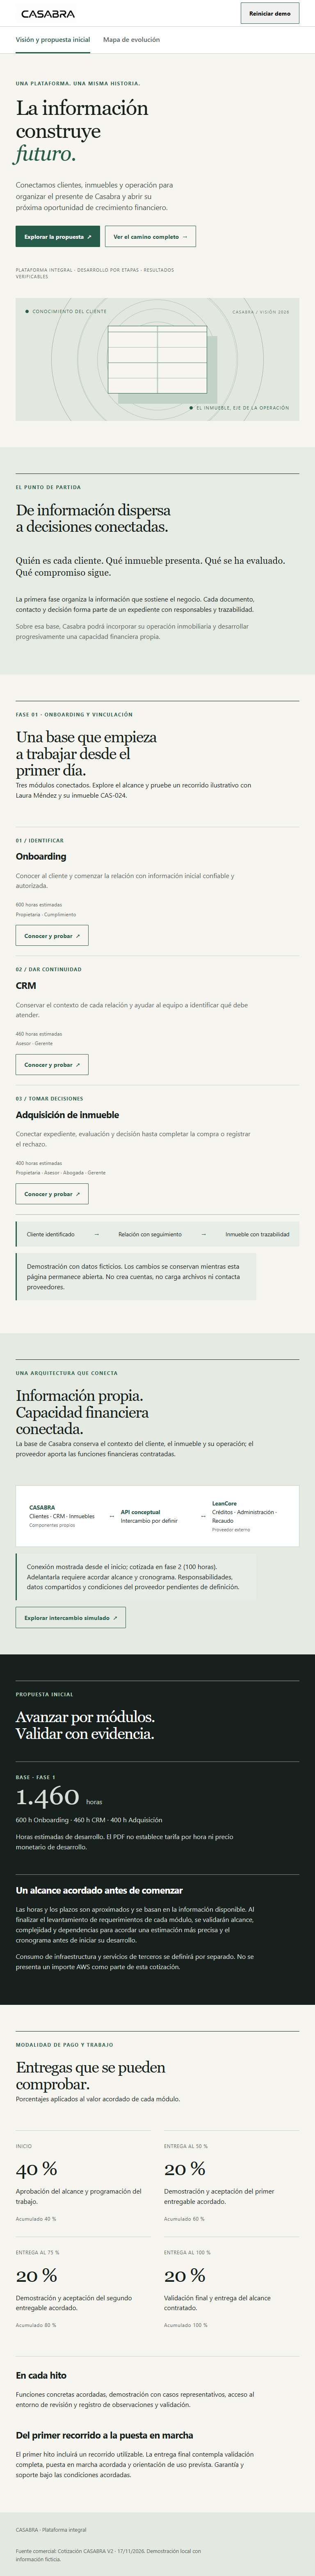 CASABRA
Reiniciar demo
Visión y propuesta inicial
Mapa de evolución
UNA PLATAFORMA. UNA MISMA HISTORIA.
La información
construye
futuro.
Conectamos clientes, inmuebles y operación para
organizar el presente de Casabra y abrir su
próxima oportunidad de crecimiento financiero.
Explorar la propuesta ↗
Ver el camino completo →
PLATAFORMA INTEGRAL · DESARROLLO POR ETAPAS · RESULTADOS
VERIFICABLES
CONOCIMIENTO DEL CLIENTE
CASABRA / VISIÓN 2026
EL INMUEBLE, EJE DE LA OPERACIÓN
EL PUNTO DE PARTIDA
De información dispersa
a decisiones conectadas.
Quién es cada cliente. Qué inmueble presenta. Qué se ha evaluado.
Qué compromiso sigue.
La primera fase organiza la información que sostiene el negocio. Cada documento,
contacto y decisión forma parte de un expediente con responsables y trazabilidad.
Sobre esa base, Casabra podrá incorporar su operación inmobiliaria y desarrollar
progresivamente una capacidad financiera propia.
FASE 01 · ONBOARDING Y VINCULACIÓN
Una base que empieza
a trabajar desde el
primer día.
Tres módulos conectados. Explore el alcance y pruebe un recorrido ilustrativo con
Laura Méndez y su inmueble CAS-024.
01 / IDENTIFICAR
Onboarding
Conocer al cliente y comenzar la relación con información inicial confiable y
autorizada.
600 horas estimadas
Propietaria · Cumplimiento
Conocer y probar ↗
02 / DAR CONTINUIDAD
CRM
Conservar el contexto de cada relación y ayudar al equipo a identificar qué debe
atender.
460 horas estimadas
Asesor · Gerente
Conocer y probar ↗
03 / TOMAR DECISIONES
Adquisición de inmueble
Conectar expediente, evaluación y decisión hasta completar la compra o registrar
el rechazo.
400 horas estimadas
Propietaria · Asesor · Abogada · Gerente
Conocer y probar ↗
Cliente identificado → Relación con seguimiento → Inmueble con trazabilidad
Demostración con datos ficticios. Los cambios se conservan mientras esta
página permanece abierta. No crea cuentas, no carga archivos ni contacta
proveedores.
UNA ARQUITECTURA QUE CONECTA
Información propia.
Capacidad financiera
conectada.
La base de Casabra conserva el contexto del cliente, el inmueble y su operación; el
proveedor aporta las funciones financieras contratadas.
CASABRA
Clientes · CRM · Inmuebles
Componentes propios
↔
API conceptual
Intercambio por definir
↔
LeanCore
Créditos · Administración ·
Recaudo
Proveedor externo
Conexión mostrada desde el inicio; cotizada en fase 2 (100 horas).
Adelantarla requiere acordar alcance y cronograma. Responsabilidades,
datos compartidos y condiciones del proveedor pendientes de definición.
Explorar intercambio simulado ↗
PROPUESTA INICIAL
Avanzar por módulos.
Validar con evidencia.
BASE · FASE 1
1.460 horas
600 h Onboarding · 460 h CRM · 400 h Adquisición
Horas estimadas de desarrollo. El PDF no establece tarifa por hora ni precio
monetario de desarrollo.
Un alcance acordado antes de comenzar
Las horas y los plazos son aproximados y se basan en la información disponible. Al
finalizar el levantamiento de requerimientos de cada módulo, se validarán alcance,
complejidad y dependencias para acordar una estimación más precisa y el
cronograma antes de iniciar su desarrollo.
Consumo de infraestructura y servicios de terceros se definirá por separado. No se
presenta un importe AWS como parte de esta cotización.
MODALIDAD DE PAGO Y TRABAJO
Entregas que se pueden
comprobar.
Porcentajes aplicados al valor acordado de cada módulo.
INICIO
40 %
Aprobación del alcance y programación del
trabajo.
Acumulado 40 %
ENTREGA AL 50 %
20 %
Demostración y aceptación del primer
entregable acordado.
Acumulado 60 %
ENTREGA AL 75 %
20 %
Demostración y aceptación del segundo
entregable acordado.
Acumulado 80 %
ENTREGA AL 100 %
20 %
Validación final y entrega del alcance
contratado.
Acumulado 100 %
En cada hito
Funciones concretas acordadas, demostración con casos representativos, acceso al
entorno de revisión y registro de observaciones y validación.
Del primer recorrido a la puesta en marcha
El primer hito incluirá un recorrido utilizable. La entrega final contempla validación
completa, puesta en marcha acordada y orientación de uso prevista. Garantía y
soporte bajo las condiciones acordadas.
CASABRA · Plataforma integral
Fuente comercial: Cotización CASABRA V2 · 17/11/2026. Demostración local con
información ficticia.